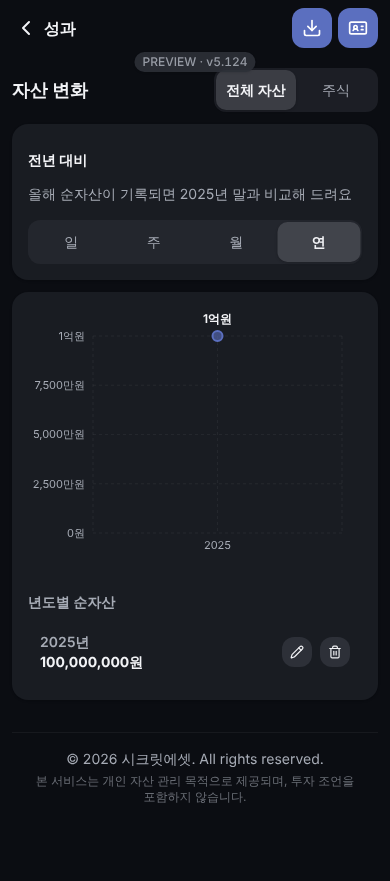 성과
PREVIEW · v5.124
자산 변화
전체 자산
주식
전년 대비
올해 순자산이 기록되면 2025년 말과 비교해 드려요
일
주
월
연
1억원
1억원
7,500만원
5,000만원
2,500만원
0원
2025
년도별 순자산
2025년
100,000,000원
© 2026 시크릿에셋. All rights reserved.
본 서비스는 개인 자산 관리 목적으로 제공되며, 투자 조언을
포함하지 않습니다.